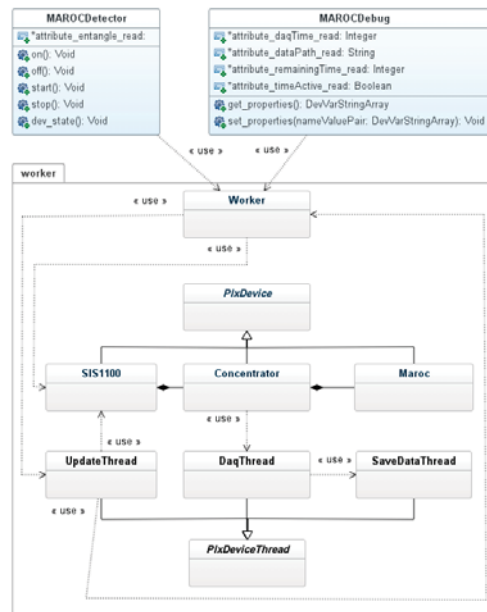 MAROCDetector
*attribute_entangle_read:
on(): Void
off(): Void
start(): Void
stop(): Void
dev_state(): Void
MAROCDebug
*attribute_daqTime_read: Integer
*attribute_dataPath_read: String
*attribute_remainingTime_read: Integer
*attribute_timeActive_read: Boolean
get_properties(): DevVarStringArray
set_properties(nameValuePair: DevVarStringArray): Void
« use »
« use »
worker
« use »
Worker
« use »
PlxDevice
SIS1100
Concentrator
Maroc
« use »
« use »
UpdateThread
DaqThread
« use »
SaveDataThread
« use »
PlxDeviceThread